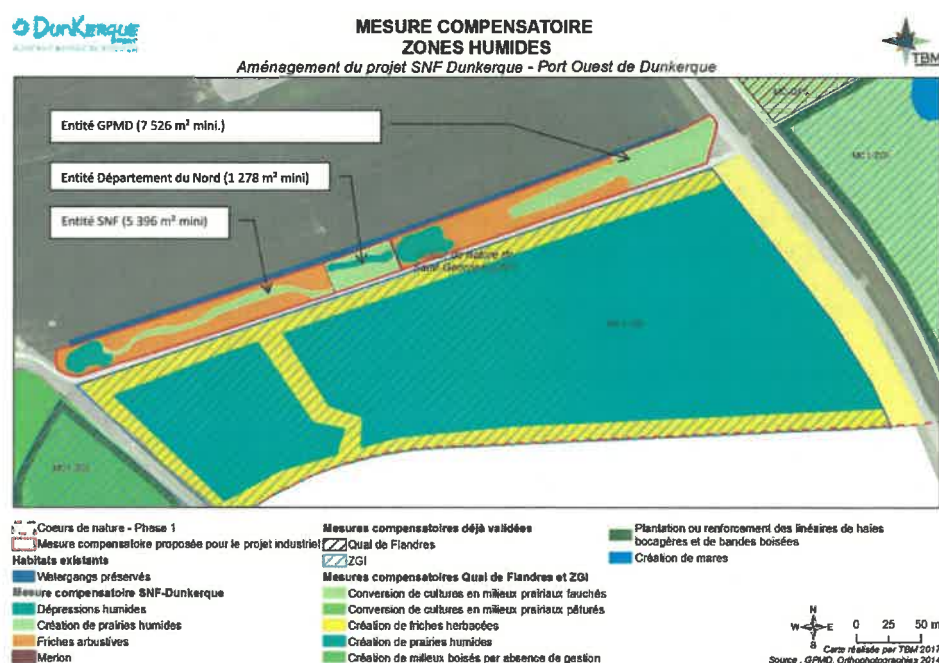 DUNKERQUE
MESURE COMPENSATOIRE
ZONES HUMIDES
Aménagement du projet SNF Dunkerque - Port Ouest de Dunkerque
TBM
Entité GPMD (7 526 m² mini.)
Entité Département du Nord (1 278 m² mini)
Entité SNF (5 396 m² mini)
Coeurs de nature - Phase 1
Mesure compensatoire proposée pour le projet industriel
Habitats existants
Watergangs préservés
Mesure compensatoire SNF-Dunkerque
Dépressions humides
Création de prairies humides
Friches arbustives
Merlon
Mesures compensatoires déjà validées
Quai de Flandres
ZGI
Mesures compensatoires Quai de Flandres et ZGI
Conversion de cultures en milieux prairiaux fauchés
Conversion de cultures en milieux prairiaux pâturés
Création de friches herbacées
Création de prairies humides
Création de milieux boisés par absence de gestion
Plantation ou renforcement des linéaires de haies
bocagères et de bandes boisées
Création de mares
N
W E
S
0 25 50 m
Carte réalisée par TBM 2017
Source : GPMD, Orthophotographies 2014